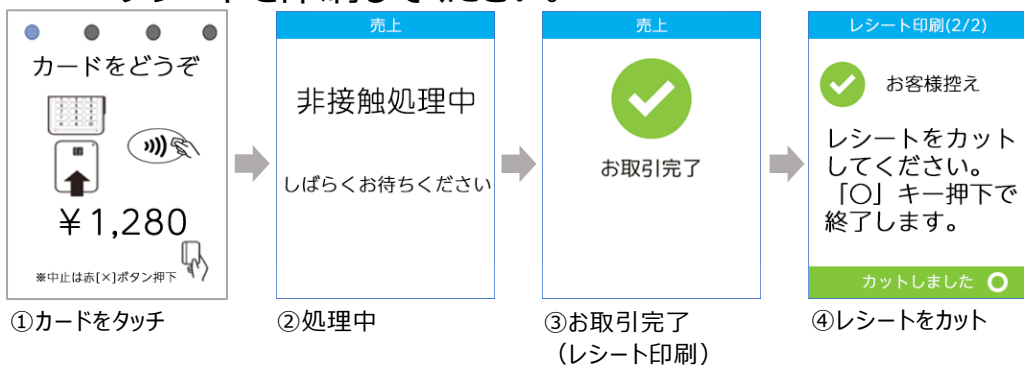 カードをどうぞ
￥1,280
※中止は赤[×]ボタン押下
①カードをタッチ
売上
非接触処理中
しばらくお待ちください
②処理中
売上
お取引完了
③お取引完了
（レシート印刷）
レシート印刷(2/2)
お客様控え
レシートをカット
してください。
「〇」キー押下で
終了します。
カットしました
④レシートをカット